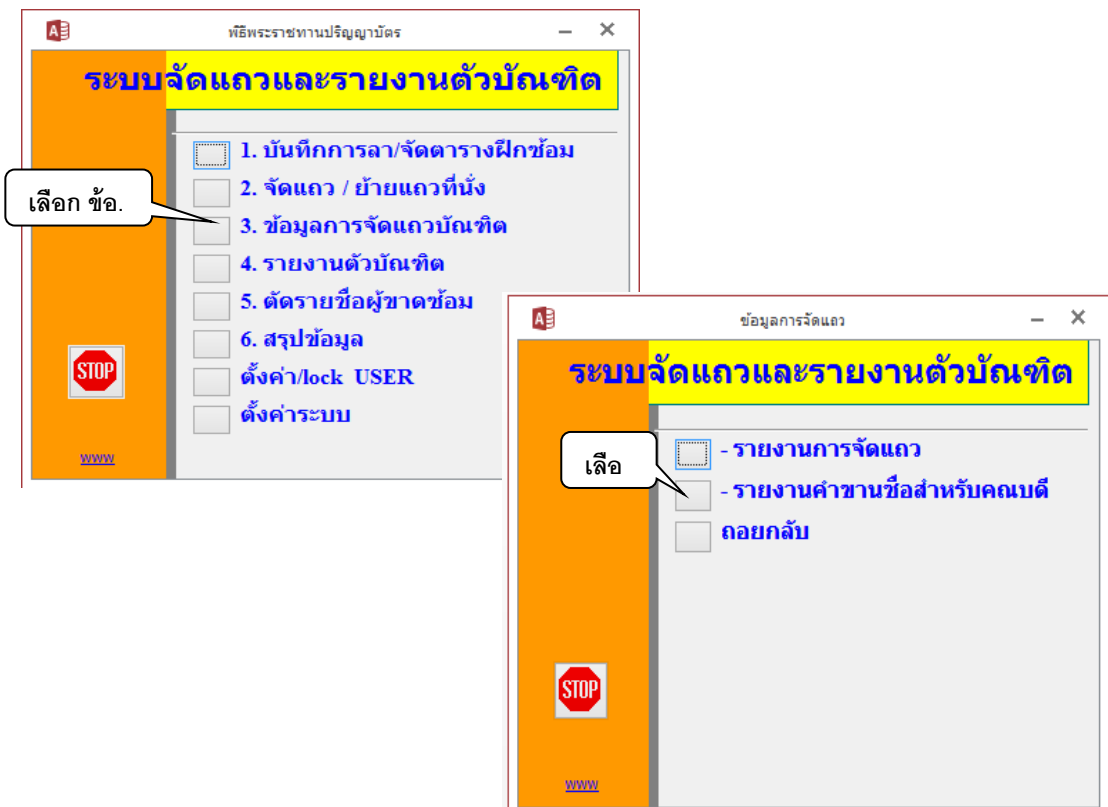 พิธีพระราชทานปริญญาบัตร
ระบบจัดแถวและรายงานตัวบัณฑิต
1. บันทึกการลา/จัดตารางฝึกซ้อม
2. จัดแถว / ย้ายแถวที่นั่ง
เลือก ข้อ.
3. ข้อมูลการจัดแถวบัณฑิต
4. รายงานตัวบัณฑิต
5. ตัดรายชื่อผู้ขาดซ้อม
6. สรุปข้อมูล
STOP
ตั้งค่า/lock USER
ตั้งค่าระบบ
www
ข้อมูลการจัดแถว
ระบบจัดแถวและรายงานตัวบัณฑิต
- รายงานการจัดแถว
เลือ
- รายงานคำขานชื่อสำหรับคณบดี
ถอยกลับ
STOP
www